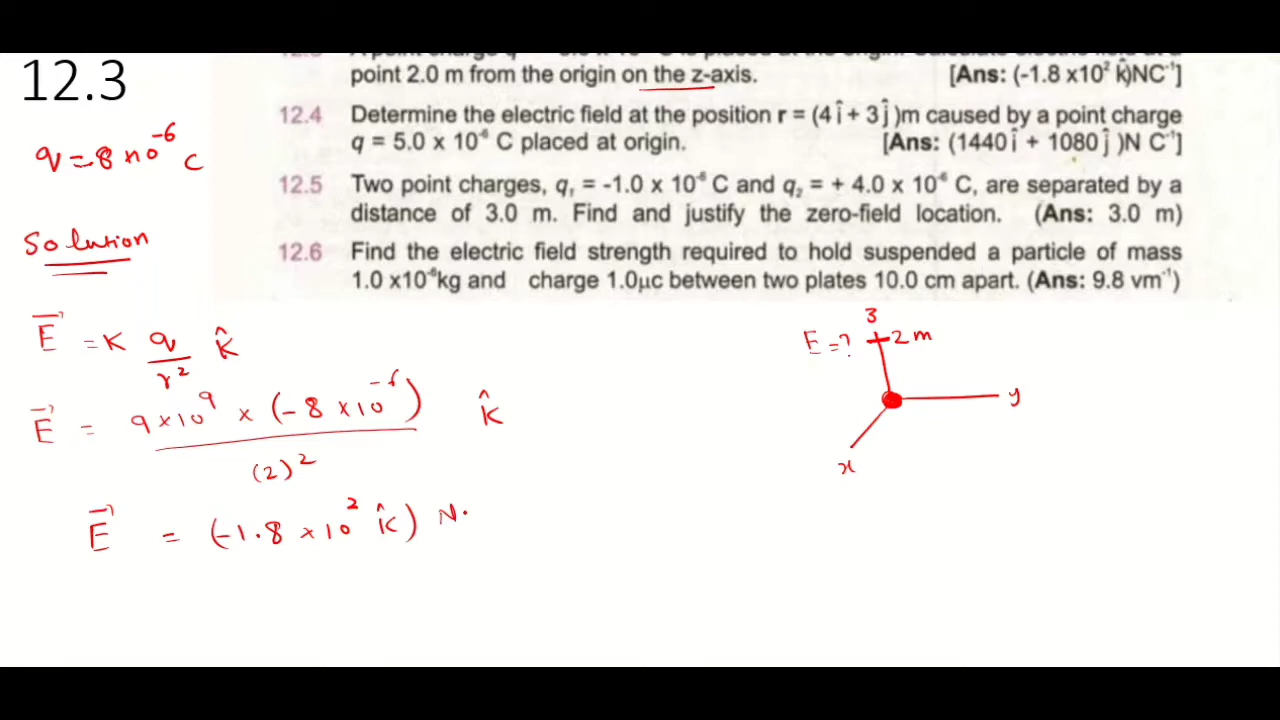 12.3
point 2.0 m from the origin on the z-axis. [Ans: (-1.8 x10² k̂)NC⁻¹]
12.4 Determine the electric field at the position r = (4 î + 3 ĵ )m caused by a point charge
q = 5.0 x 10⁻⁶ C placed at origin. [Ans: (1440 î + 1080 ĵ )N C⁻¹]
12.5 Two point charges, q₁ = -1.0 x 10⁻⁶ C and q₂ = + 4.0 x 10⁻⁶ C, are separated by a
distance of 3.0 m. Find and justify the zero-field location. (Ans: 3.0 m)
12.6 Find the electric field strength required to hold suspended a particle of mass
1.0 x10⁻⁶kg and charge 1.0μc between two plates 10.0 cm apart. (Ans: 9.8 vm⁻¹)
q = 8 x10⁻⁶ C
Solution
E⃗ = K q/r² k̂
E⃗ = 9 x 10⁹ x (-8 x 10⁻⁶) / (2)² k̂
E⃗ = (-1.8 x 10² k̂) N.
3
E = ? 2 m
y
x